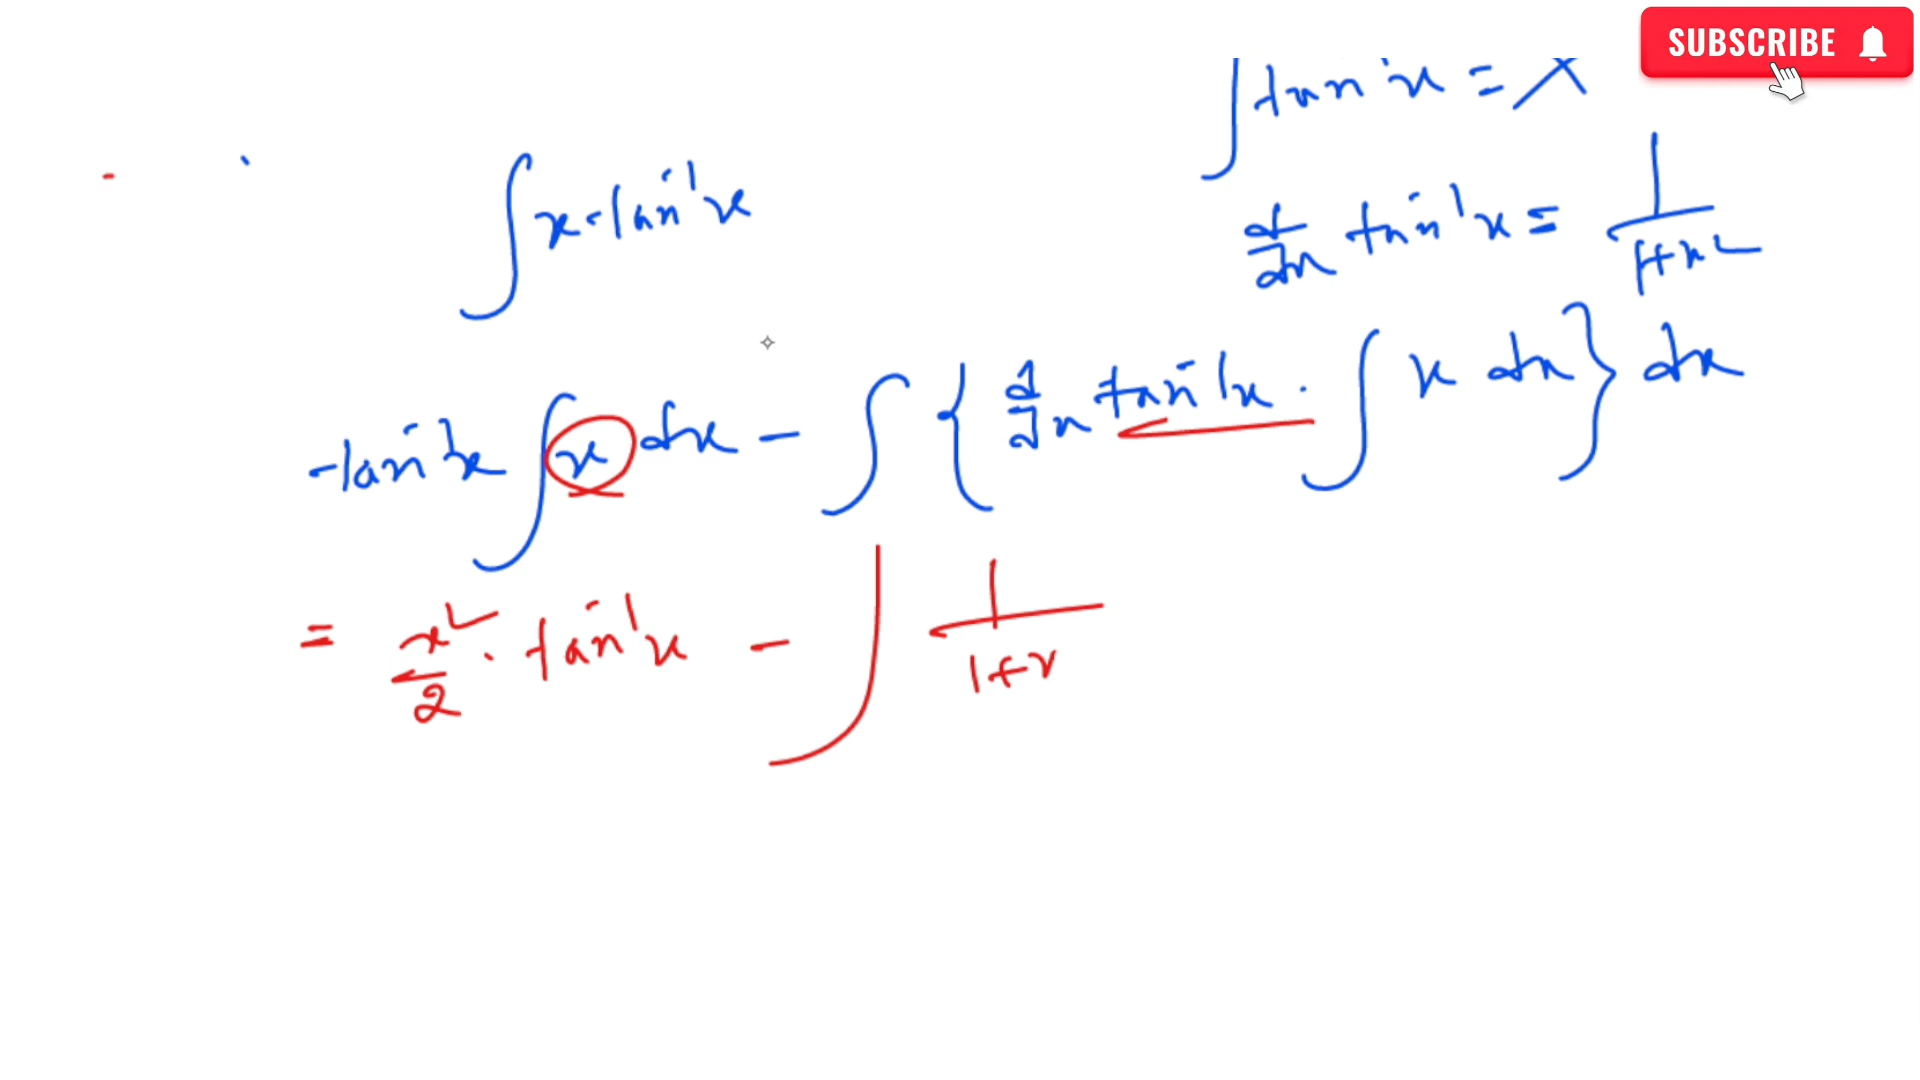 SUBSCRIBE
∫ tan⁻¹x = ×
∫ x tan⁻¹x
d/dx tan⁻¹x = 1/(1+x²)
tan⁻¹x ∫ x dx - ∫ { d/dx tan⁻¹x · ∫ x dx } dx
= x²/2 · tan⁻¹x - ∫ 1/(1+x